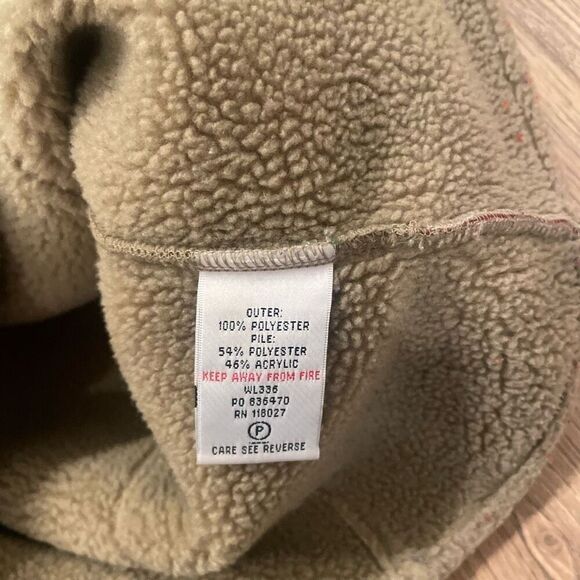 OUTER:
100% POLYESTER
PILE:
54% POLYESTER
46% ACRYLIC
KEEP AWAY FROM FIRE
WL336
PO 636470
RN 118027
P
CARE SEE REVERSE